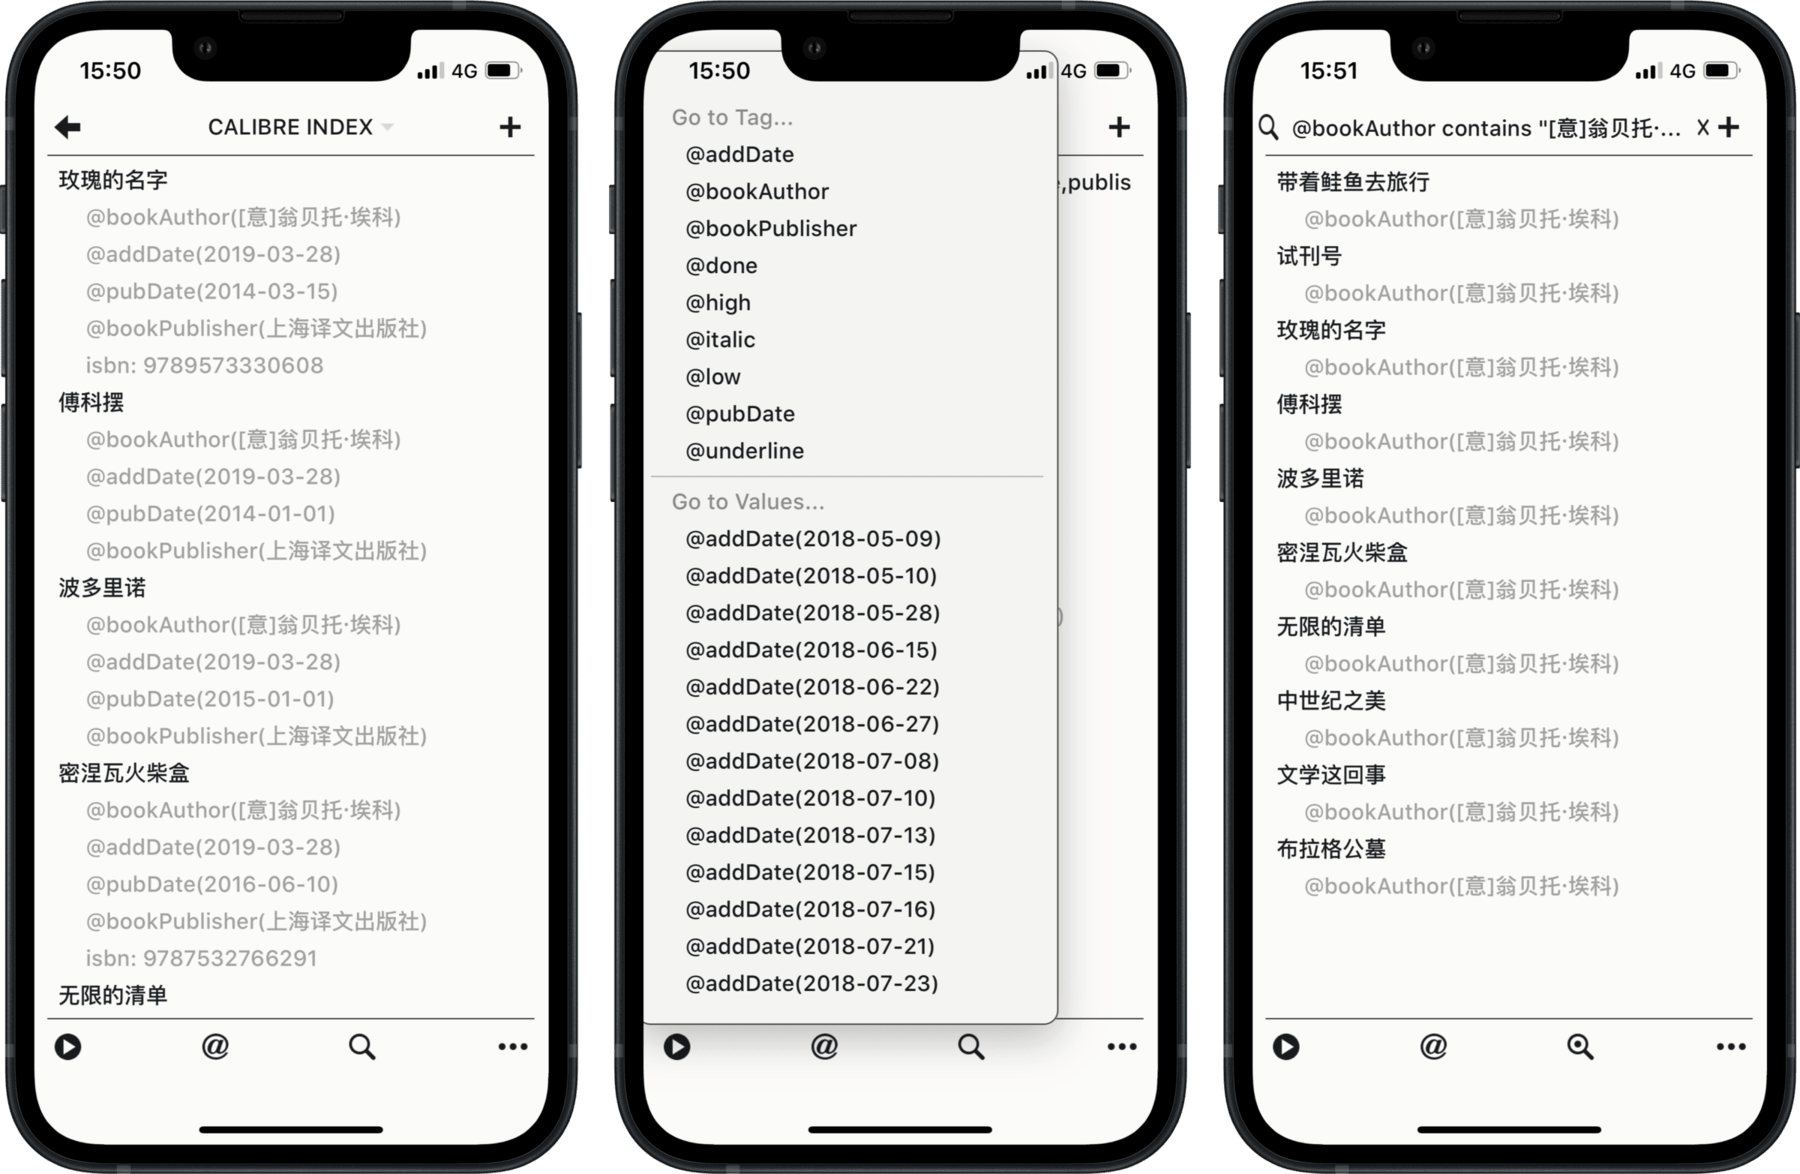 15:50
4G
CALIBRE INDEX
+
玫瑰的名字
@bookAuthor([意]翁贝托·埃科)
@addDate(2019-03-28)
@pubDate(2014-03-15)
@bookPublisher(上海译文出版社)
isbn: 9789573330608
傅科摆
@bookAuthor([意]翁贝托·埃科)
@addDate(2019-03-28)
@pubDate(2014-01-01)
@bookPublisher(上海译文出版社)
波多里诺
@bookAuthor([意]翁贝托·埃科)
@addDate(2019-03-28)
@pubDate(2015-01-01)
@bookPublisher(上海译文出版社)
密涅瓦火柴盒
@bookAuthor([意]翁贝托·埃科)
@addDate(2019-03-28)
@pubDate(2016-06-10)
@bookPublisher(上海译文出版社)
isbn: 9787532766291
无限的清单
@
15:50
4G
+
Go to Tag...
@addDate
@bookAuthor
,publis
@bookPublisher
@done
@high
@italic
@low
@pubDate
@underline
Go to Values...
@addDate(2018-05-09)
@addDate(2018-05-10)
@addDate(2018-05-28)
)
@addDate(2018-06-15)
@addDate(2018-06-22)
@addDate(2018-06-27)
@addDate(2018-07-08)
@addDate(2018-07-10)
@addDate(2018-07-13)
@addDate(2018-07-15)
@addDate(2018-07-16)
@addDate(2018-07-21)
@addDate(2018-07-23)
@
15:51
4G
@bookAuthor contains "[意]翁贝托·... X +
带着鲑鱼去旅行
@bookAuthor([意]翁贝托·埃科)
试刊号
@bookAuthor([意]翁贝托·埃科)
玫瑰的名字
@bookAuthor([意]翁贝托·埃科)
傅科摆
@bookAuthor([意]翁贝托·埃科)
波多里诺
@bookAuthor([意]翁贝托·埃科)
密涅瓦火柴盒
@bookAuthor([意]翁贝托·埃科)
无限的清单
@bookAuthor([意]翁贝托·埃科)
中世纪之美
@bookAuthor([意]翁贝托·埃科)
文学这回事
@bookAuthor([意]翁贝托·埃科)
布拉格公墓
@bookAuthor([意]翁贝托·埃科)
@